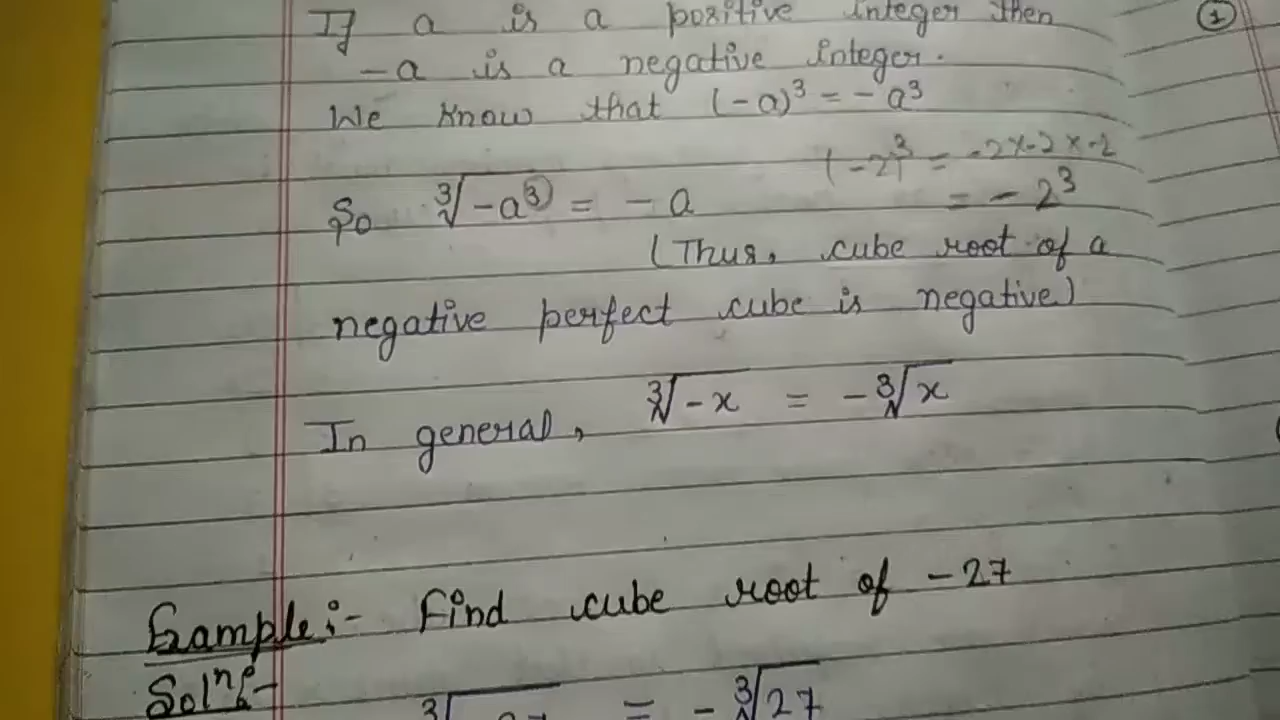 If a is a positive integer then
①
-a is a negative integer.
We know that (-a)³ = -a³
(-2)³ = -2×-2×-2
= -2³
So ∛-a³ = -a
(Thus, cube root of a
negative perfect cube is negative)
In general, ∛-x = -∛x
Example:- Find cube root of -27
Solⁿ:-
∛-27 = -∛27